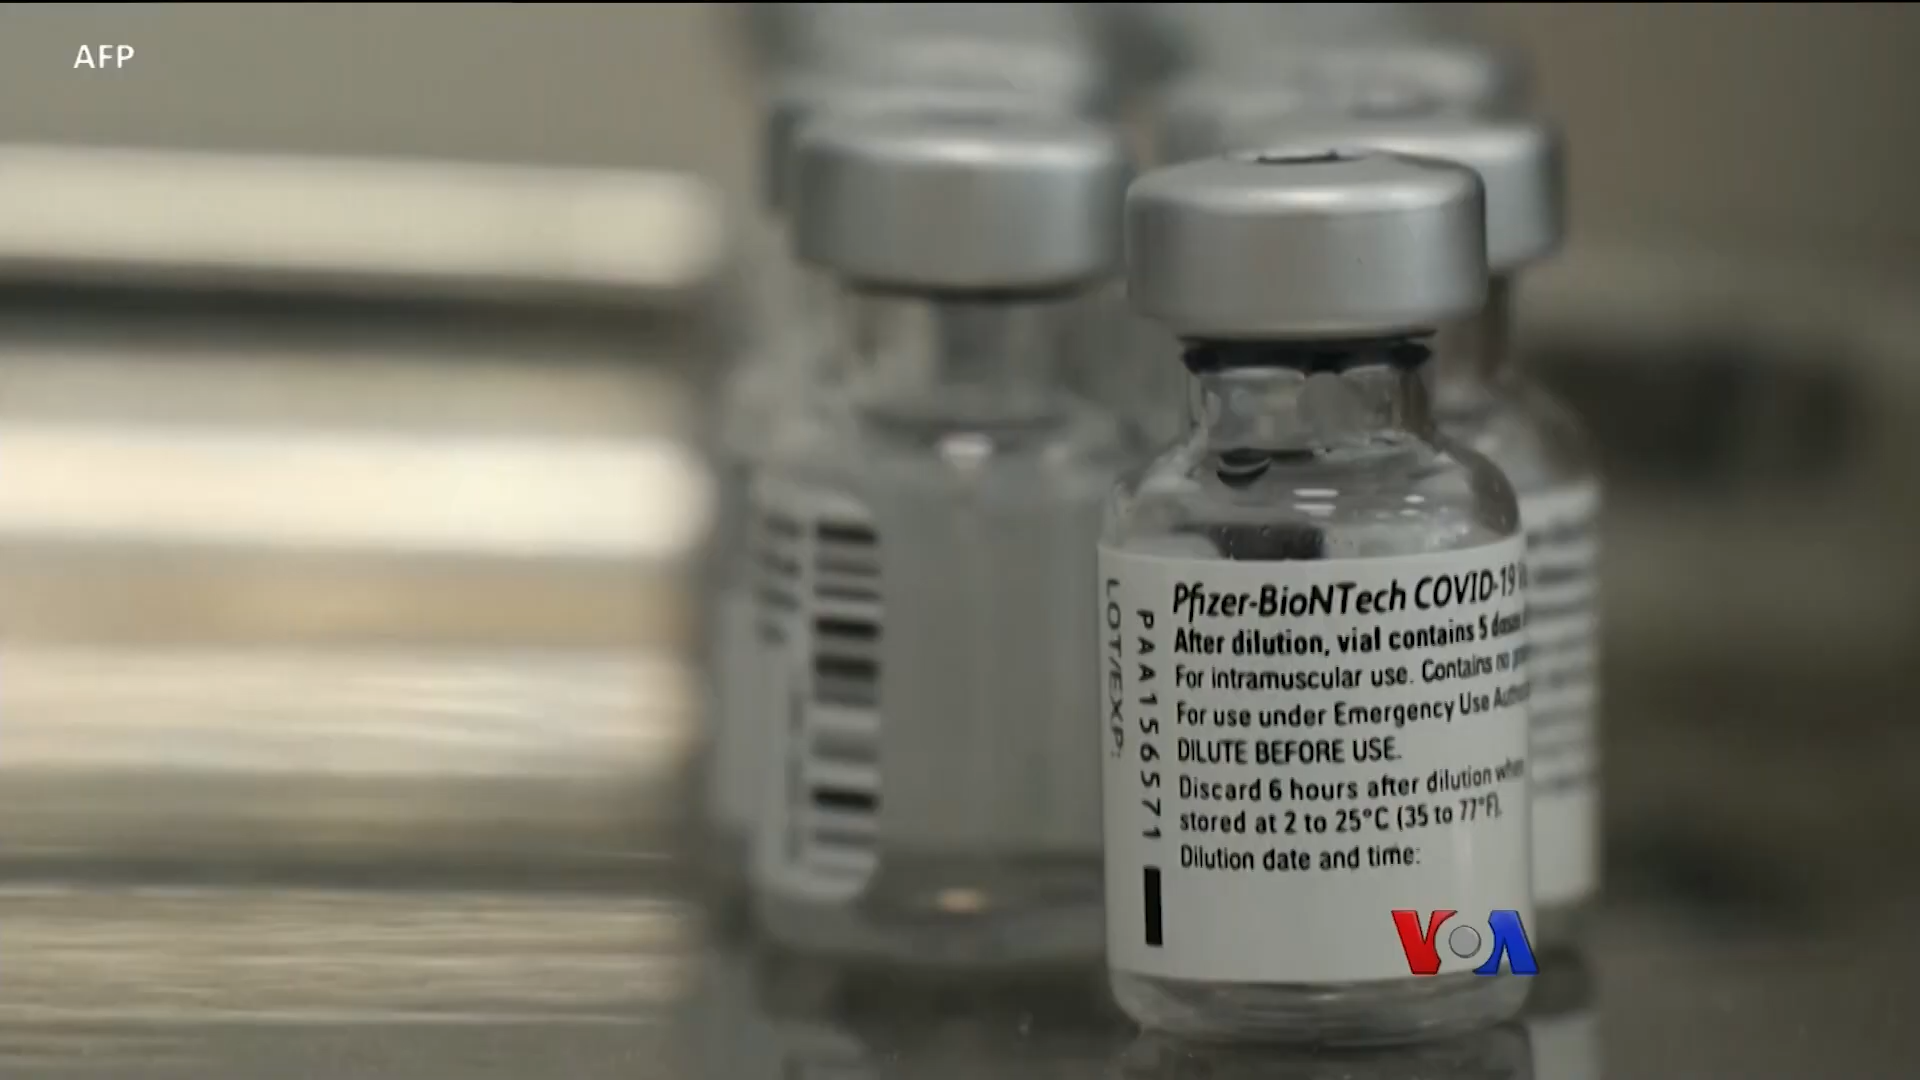 AFP
Pfizer-BioNTech COVID-19
After dilution, vial contains 5 doses
For intramuscular use. Contains no
For use under Emergency Use
DILUTE BEFORE USE.
Discard 6 hours after dilution when
stored at 2 to 25°C (35 to 77°F).
Dilution date and time:
PAA156571
LOT/EXP:
VOA